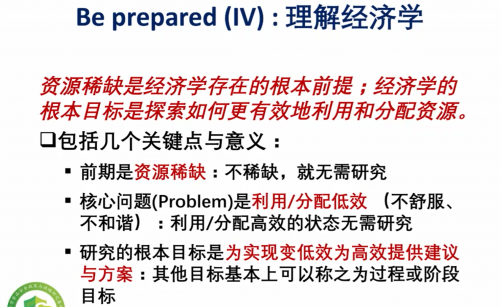 Be prepared (IV) : 理解经济学
资源稀缺是经济学存在的根本前提；经济学的
根本目标是探索如何更有效地利用和分配资源。
❑包括几个关键点与意义：
▪ 前期是资源稀缺：不稀缺，就无需研究
▪ 核心问题(Problem)是利用/分配低效 （不舒服、
不和谐）：利用/分配高效的状态无需研究
▪ 研究的根本目标是为实现变低效为高效提供建议
与方案：其他目标基本上可以称之为过程或阶段
目标